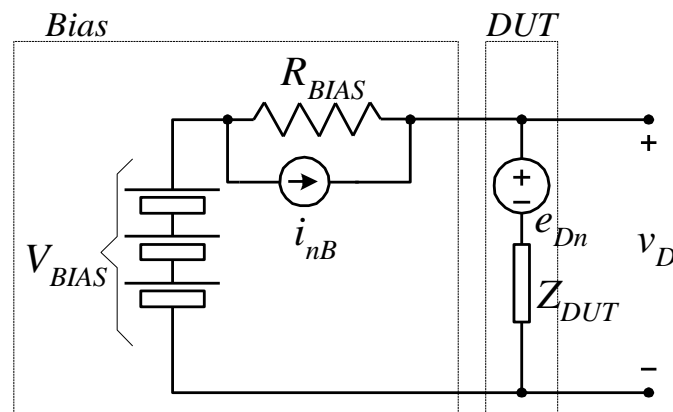 Bias
DUT
R_BIAS
+
+
−
i_nB
e_Dn
V_BIAS
v_D
Z_DUT
−